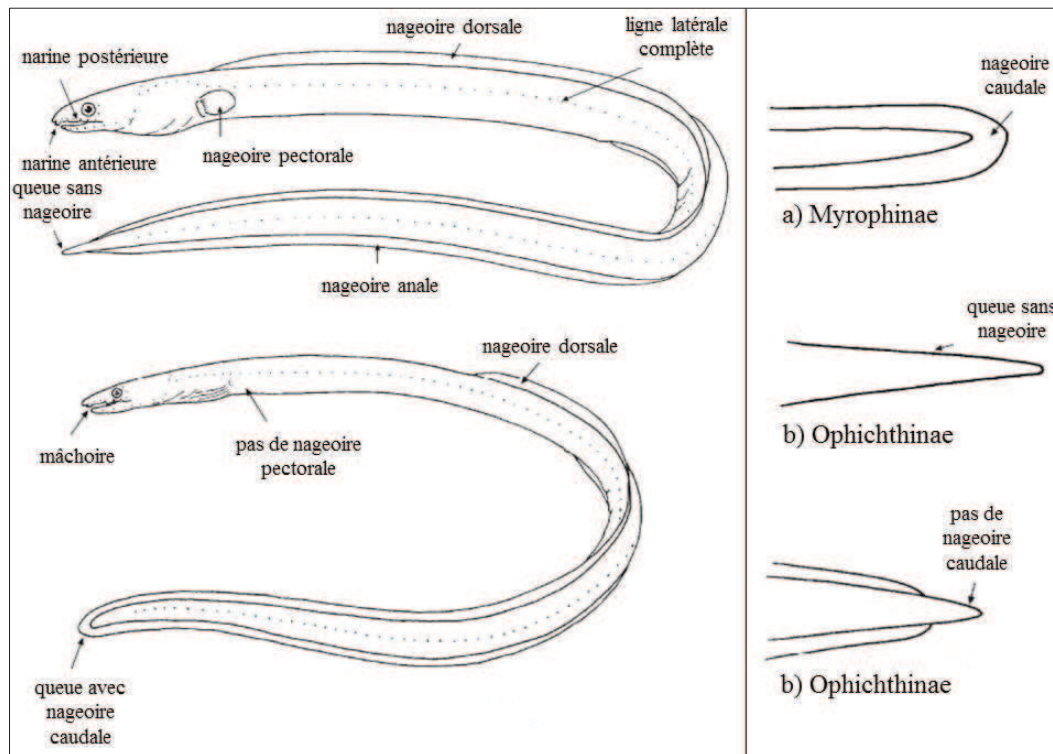 nageoire dorsale
ligne latérale
complète
narine postérieure
narine antérieure
nageoire pectorale
queue sans
nageoire
nageoire anale
nageoire dorsale
mâchoire
pas de nageoire
pectorale
queue avec
nageoire
caudale
nageoire
caudale
a) Myrophinae
queue sans
nageoire
b) Ophichthinae
pas de
nageoire
caudale
b) Ophichthinae